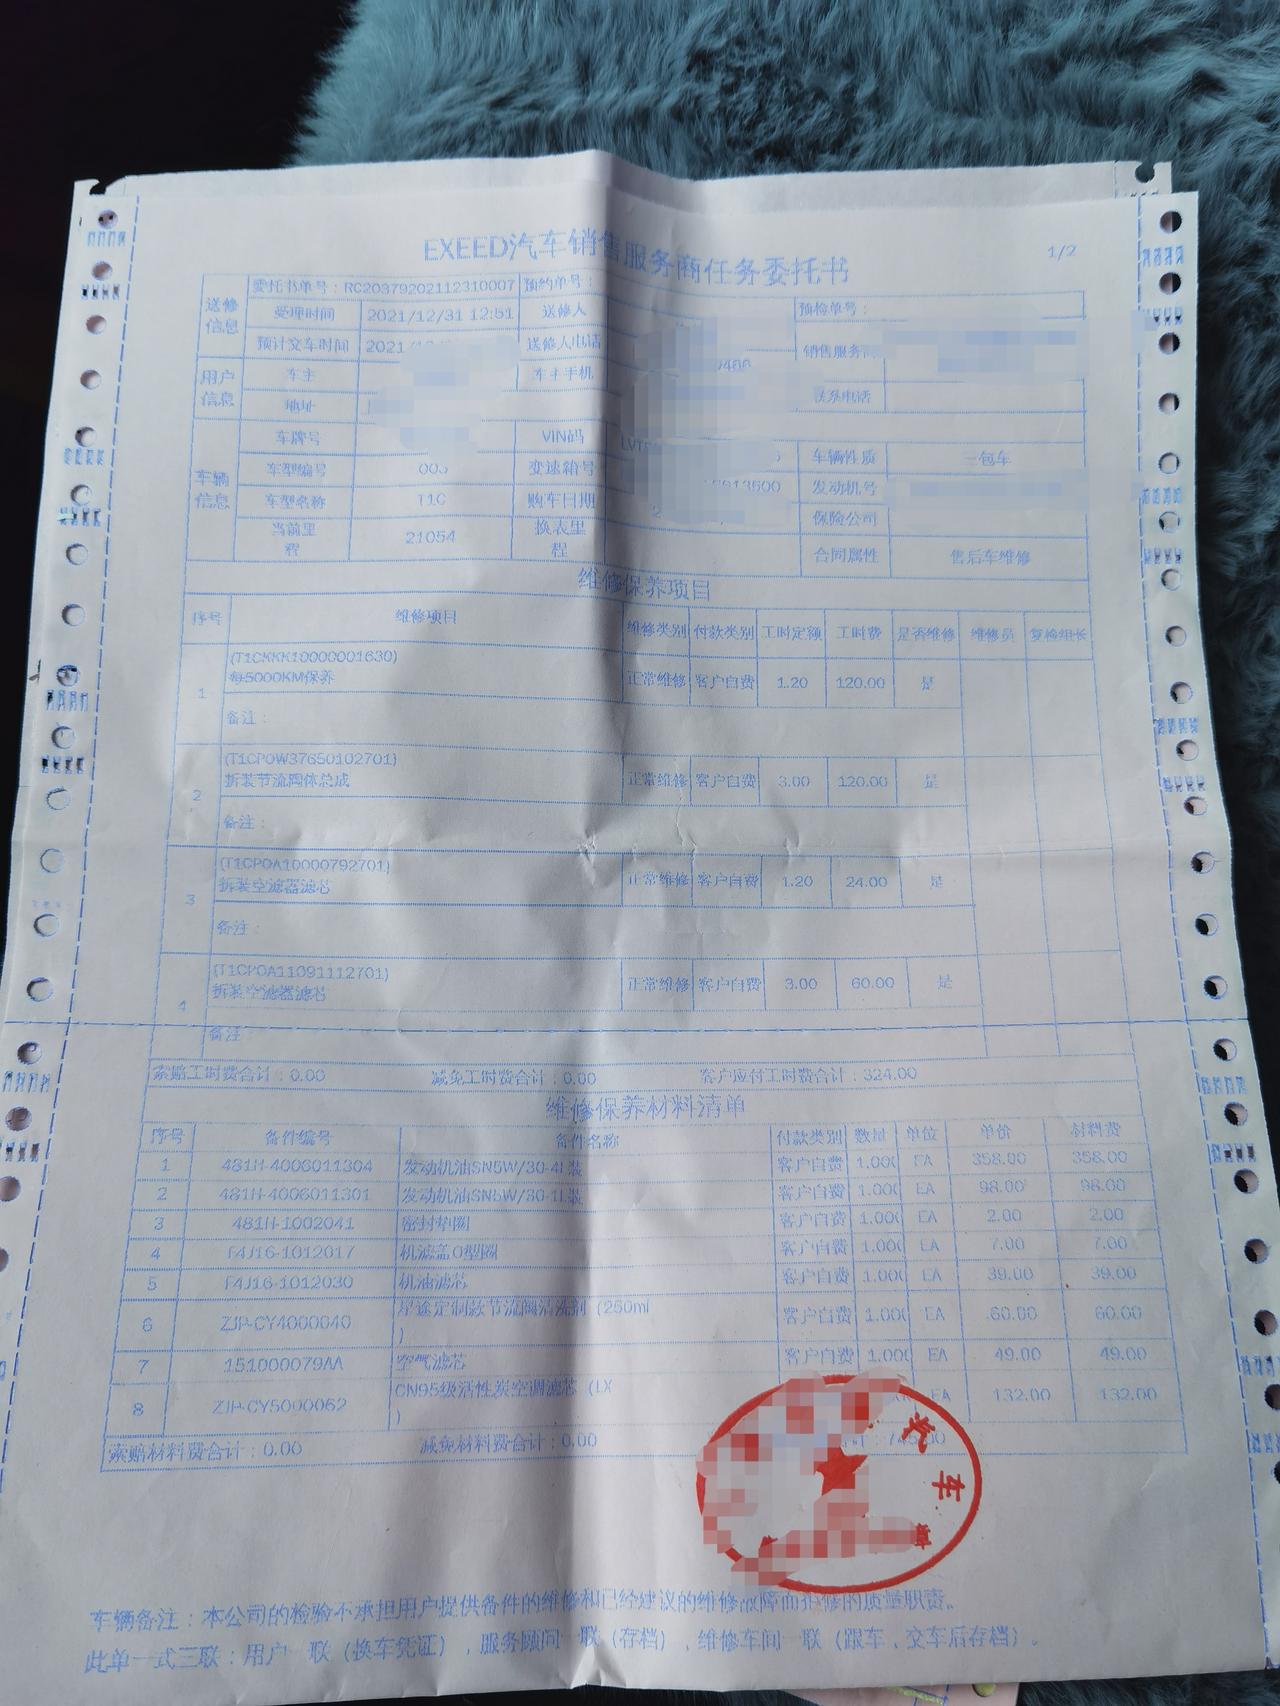 EXEED汽车销售服务商任务委托书
1/2
送修信息 委托书单号：RC20379202112310007 预约单号： 预检单号：
受理时间 2021/12/31 12:51 送修人
预计交车时间 2021 送修人电话 销售服务
用户信息 车主 车主手机
地址 联系电话
车辆信息 车牌号 VIN码 车辆性质 三包车
车型编号 变速箱号 发动机号
车型名称 T1C 购车日期 保险公司
当前里程 21054 换表里程 合同属性 售后车维修
维修保养项目
序号 维修项目 维修类别 付款类别 工时定额 工时费 是否维修 维修员 复检组长
1 (T1CKKK10000001630) 每5000KM保养 正常维修 客户自费 1.20 120.00 是
备注：
2 (T1CP0W37650102701) 拆装节流阀体总成 正常维修 客户自费 3.00 120.00 是
备注：
3 (T1CP0A10000792701) 拆装空滤器滤芯 正常维修 客户自费 1.20 24.00 是
备注：
4 (T1CP0A11091112701) 拆装空滤器滤芯 正常维修 客户自费 3.00 60.00 是
备注
索赔工时费合计：0.00 减免工时费合计：0.00 客户应付工时费合计：324.00
维修保养材料清单
序号 备件编号 备件名称 付款类别 数量 单位 单价 材料费
1 481H-4006011304 发动机油SN5W/30-4L装 客户自费 1.00 EA 358.00 358.00
2 481H-4006011301 发动机油SN5W/30-1L装 客户自费 1.00 EA 98.00 98.00
3 481H-1002041 密封垫圈 客户自费 1.00 EA 2.00 2.00
4 F4J16-1012017 机滤盖O型圈 客户自费 1.00 EA 7.00 7.00
5 F4J16-1012030 机油滤芯 客户自费 1.00 EA 39.00 39.00
6 ZJP-CY4000040 星途定制款节流阀清洗剂（250ml） 客户自费 1.00 EA 60.00 60.00
7 151000079AA 空气滤芯 客户自费 1.00 EA 49.00 49.00
8 ZJP-CY5000062 CN95级活性炭空调滤芯（LX） EA 132.00 132.00
索赔材料费合计：0.00 减免材料费合计：0.00
汽车
章
车辆备注：本公司的检验不承担用户提供备件的维修和已经建议的维修故障而 修的质量职责。
此单一式三联：用户一联（换车凭证），服务顾问一联（存档），维修车间一联（跟车，交车后存档）。